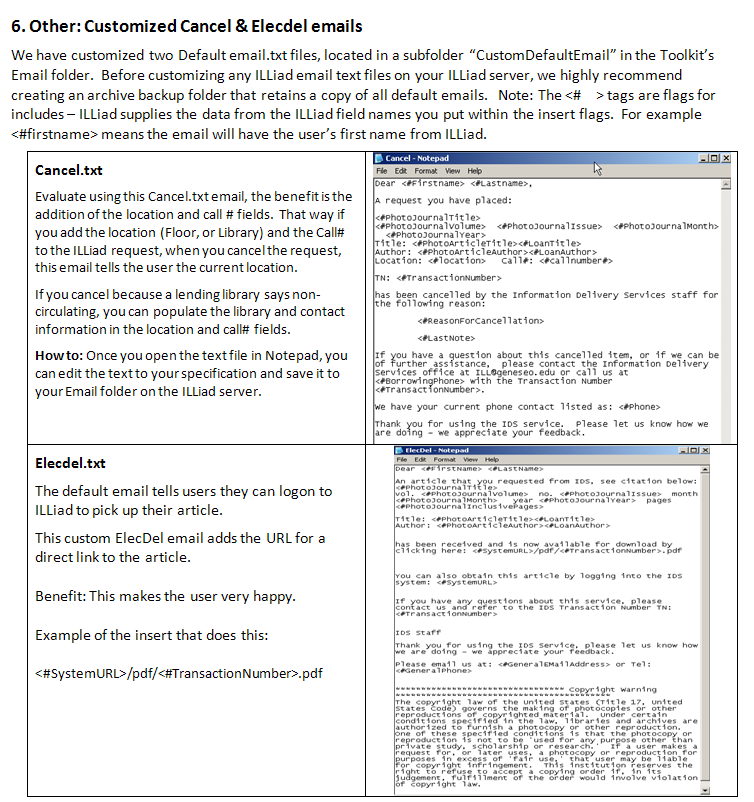 6. Other: Customized Cancel & Elecdel emails
We have customized two Default email.txt files, located in a subfolder “CustomDefaultEmail” in the Toolkit’s
Email folder. Before customizing any ILLiad email text files on your ILLiad server, we highly recommend
creating an archive backup folder that retains a copy of all default emails. Note: The <# > tags are flags for
includes – ILLiad supplies the data from the ILLiad field names you put within the insert flags. For example
<#firstname> means the email will have the user’s first name from ILLiad.
Cancel.txt
Evaluate using this Cancel.txt email, the benefit is the
addition of the location and call # fields. That way if
you add the location (Floor, or Library) and the Call#
to the ILLiad request, when you cancel the request,
this email tells the user the current location.
If you cancel because a lending library says non-
circulating, you can populate the library and contact
information in the location and call# fields.
How to: Once you open the text file in Notepad, you
can edit the text to your specification and save it to
your Email folder on the ILLiad server.
Cancel - Notepad
File Edit Format View Help
Dear <#Firstname> <#Lastname>,
A request you have placed:
<#PhotoJournalTitle>
<#PhotoJournalVolume> <#PhotoJournalIssue> <#PhotoJournalMonth>
<#PhotoJournalYear>
Title: <#PhotoArticleTitle><#LoanTitle>
Author: <#PhotoArticleAuthor><#LoanAuthor>
Location: <#location> Call#: <#callnumber#>
TN: <#TransactionNumber>
has been cancelled by the Information Delivery Services staff for
the following reason:
<#ReasonForCancellation>
<#LastNote>
If you have a question about this cancelled item, or if we can be
of further assistance, please contact the Information Delivery
Services office at ILL@geneseo.edu or call us at
<#BorrowingPhone> with the Transaction Number
<#TransactionNumber>.
We have your current phone contact listed as: <#Phone>
Thank you for using the IDS service. Please let us know how we
are doing - we appreciate your feedback.
Elecdel.txt
The default email tells users they can logon to
ILLiad to pick up their article.
This custom ElecDel email adds the URL for a
direct link to the article.
Benefit: This makes the user very happy.
Example of the insert that does this:
<#SystemURL>/pdf/<#TransactionNumber>.pdf
ElecDel - Notepad
File Edit Format View Help
Dear <#FirstName> <#LastName>
An article that you requested from IDS, see citation below:
<#PhotoJournalTitle>
vol. <#PhotoJournalVolume> no. <#PhotoJournalIssue> month
<#PhotoJournalMonth> year <#PhotoJournalYear> pages
<#PhotoJournalInclusivePages>
Title: <#PhotoArticleTitle><#LoanTitle>
Author: <#PhotoArticleAuthor><#LoanAuthor>
has been received and is now available for download by
clicking here: <#SystemURL>/pdf/<#TransactionNumber>.pdf
You can also obtain this article by logging into the IDS
system: <#SystemURL>
If you have any questions about this service, please
contact us and refer to the IDS Transaction Number TN:
<#TransactionNumber>
IDS Staff
Thank you for using the IDS Service, please let us know how
we are doing - we appreciate your feedback.
Please email us at: <#GeneralEMailAddress> or Tel:
<#GeneralPhone>
******************************** Copyright Warning
****************************************
The copyright law of the United States (Title 17, United
States Code) governs the making of photocopies or other
reproductions of copyrighted material. Under certain
conditions specified in the law, libraries and archives are
authorized to furnish a photocopy or other reproduction.
One of these specified conditions is that the photocopy or
reproduction is not to be 'used for any purpose other than
private study, scholarship or research.' If a user makes a
request for, or later uses, a photocopy or reproduction for
purposes in excess of 'fair use,' that user may be liable
for copyright infringement. This institution reserves the
right to refuse to accept a copying order if, in its
judgement, fulfillment of the order would involve violation
of copyright law.